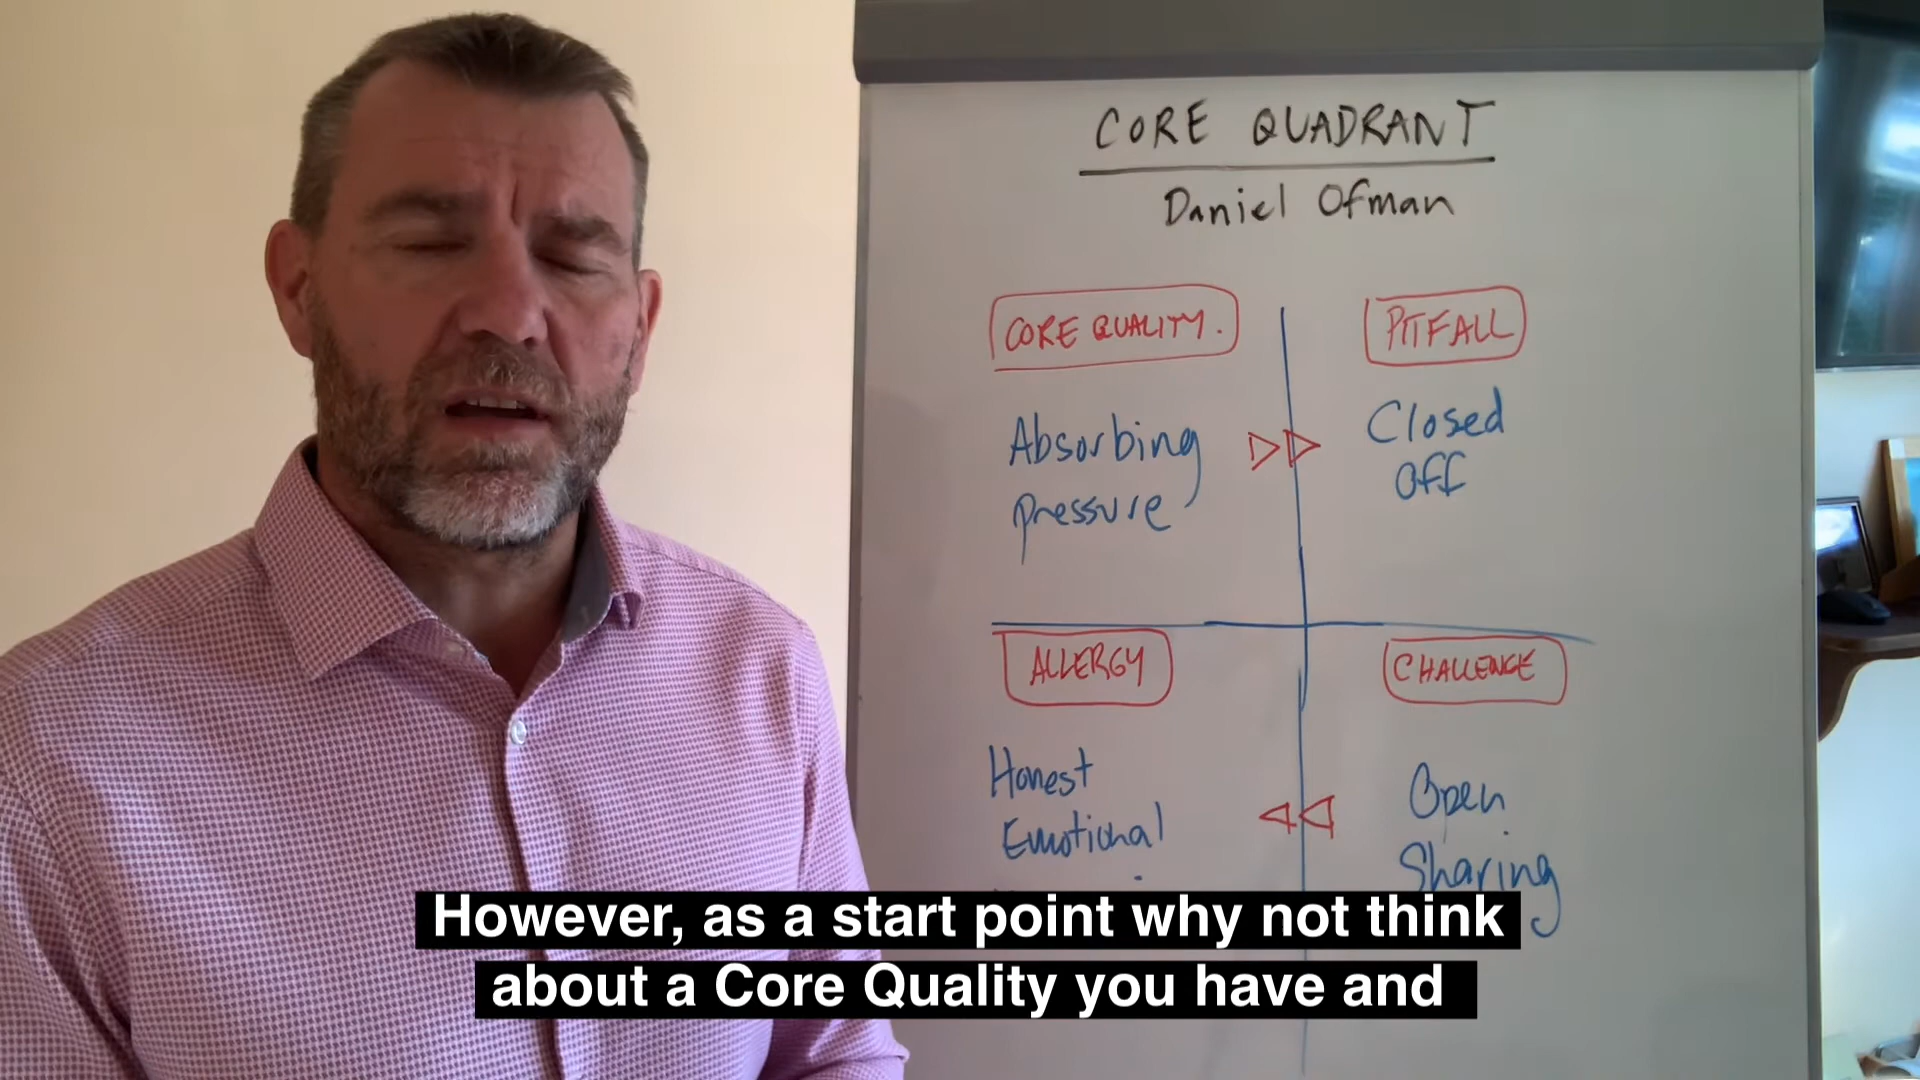 CORE QUADRANT
Daniel Ofman
CORE QUALITY.
PITFALL
Absorbing
pressure
Closed
Off
ALLERGY
CHALLENGE
Honest
Emotional
Open
Sharing
However, as a start point why not think
about a Core Quality you have and